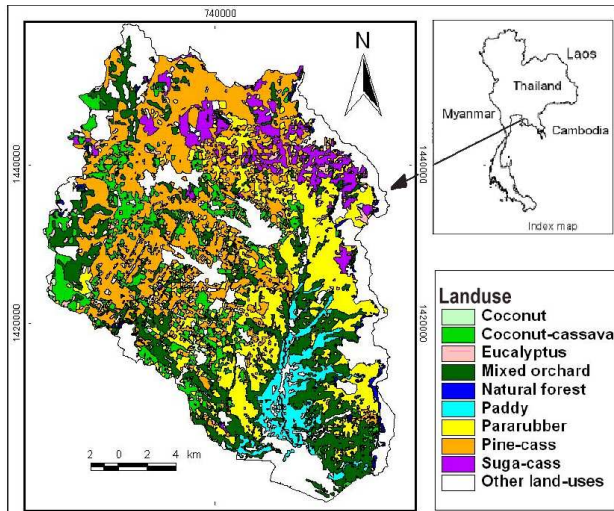 740000
N
1440000
1440000
1420000
1420000
2 0 2 4 km
Laos
Thailand
Myanmar
Cambodia
Index map
Landuse
Coconut
Coconut-cassava
Eucalyptus
Mixed orchard
Natural forest
Paddy
Pararubber
Pine-cass
Suga-cass
Other land-uses
740000